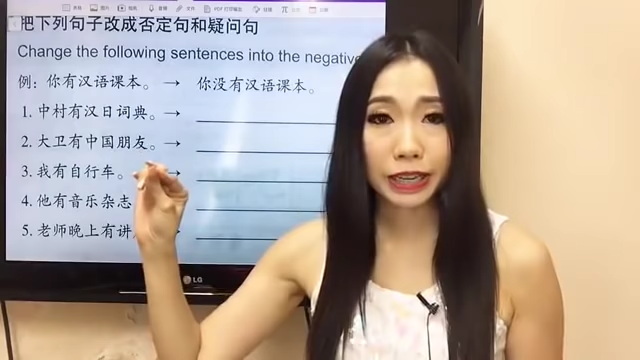 把下列句子改成否定句和疑问句
Change the following sentences into the negative
例：你有汉语课本。 → 你没有汉语课本。
1. 中村有汉日词典。 →
2. 大卫有中国朋友。 →
3. 我有自行车。 →
4. 他有音乐杂志
5. 老师晚上有讲
LG